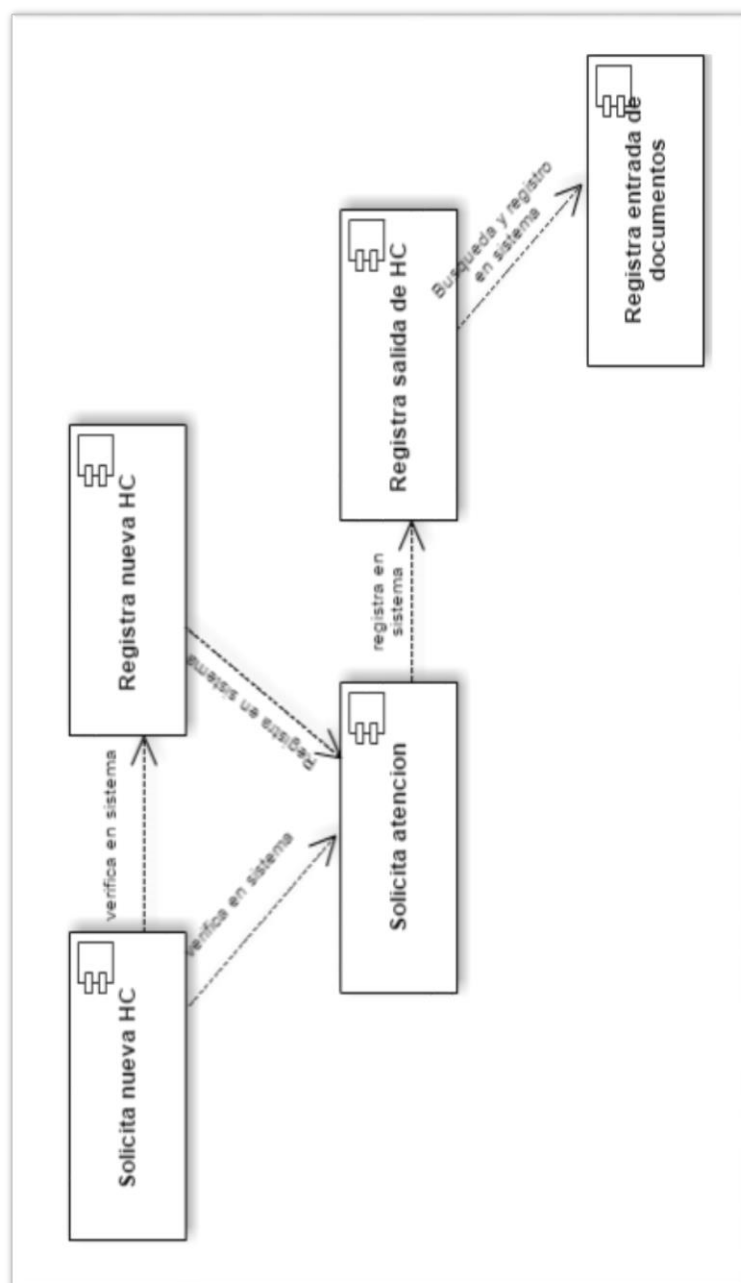 Solicita nueva HC
verifica en sistema
Registra nueva HC
verifica en sistema
Registra en sistema
Solicita atencion
registra en
sistema
Registra salida de HC
Busqueda y registro
en sistema
Registra entrada de
documentos